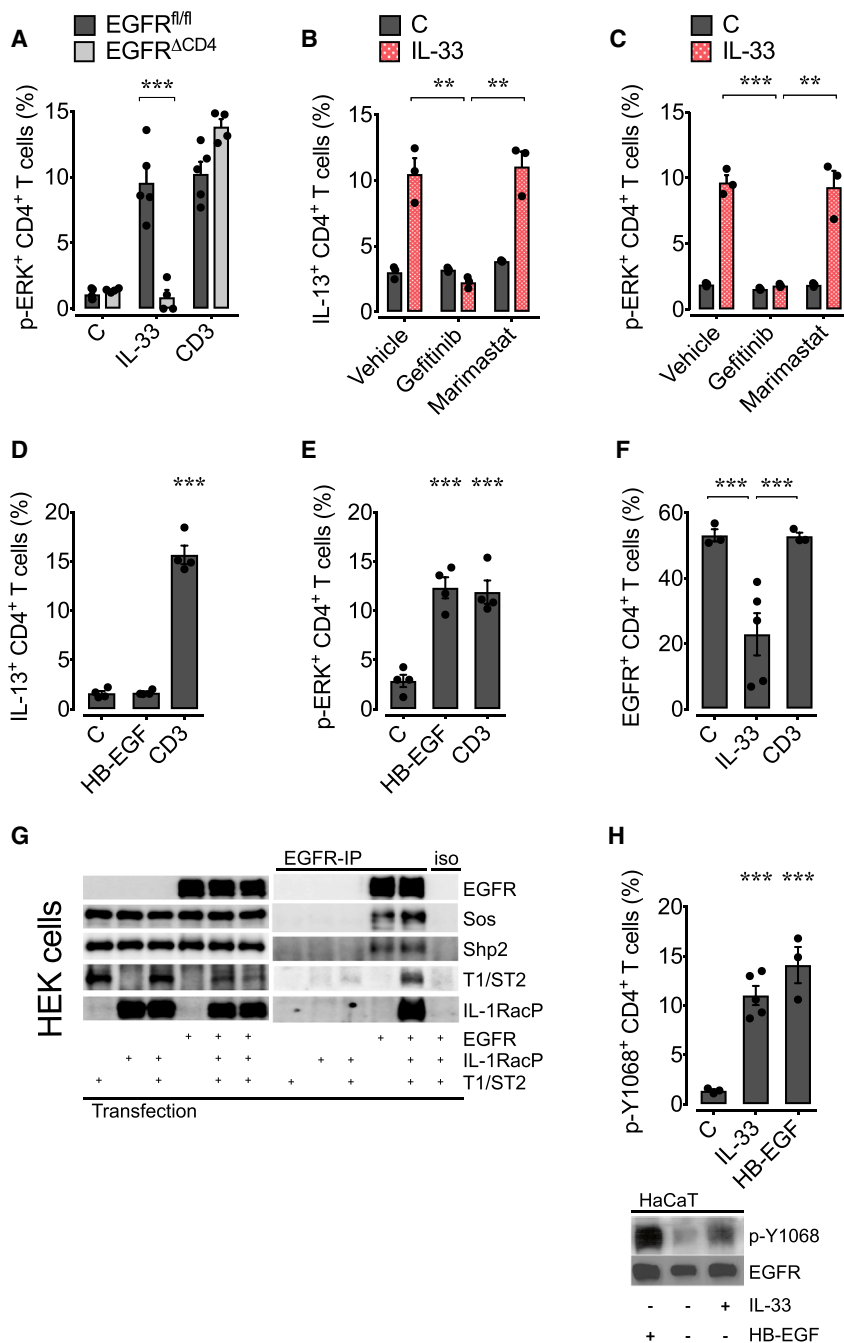 A
EGFR^fl/fl
EGFR^ΔCD4
p-ERK⁺ CD4⁺ T cells (%)
15
10
5
0
***
C
IL-33
CD3
B
C
IL-33
IL-13⁺ CD4⁺ T cells (%)
15
10
5
0
** **
Vehicle
Gefitinib
Marimastat
C
C
IL-33
p-ERK⁺ CD4⁺ T cells (%)
15
10
5
0
*** **
Vehicle
Gefitinib
Marimastat
D
IL-13⁺ CD4⁺ T cells (%)
20
15
10
5
0
***
C
HB-EGF
CD3
E
p-ERK⁺ CD4⁺ T cells (%)
20
15
10
5
0
*** ***
C
HB-EGF
CD3
F
EGFR⁺ CD4⁺ T cells (%)
60
40
20
0
*** ***
C
IL-33
CD3
G
HEK cells
EGFR-IP iso
EGFR
Sos
Shp2
T1/ST2
IL-1RacP
+ + + + + + EGFR
+ + + + + + + + + IL-1RacP
+ + + + + + + + + T1/ST2
Transfection
H
p-Y1068⁺ CD4⁺ T cells (%)
20
15
10
5
0
*** ***
C
IL-33
HB-EGF
HaCaT
p-Y1068
EGFR
- - + IL-33
+ - - HB-EGF